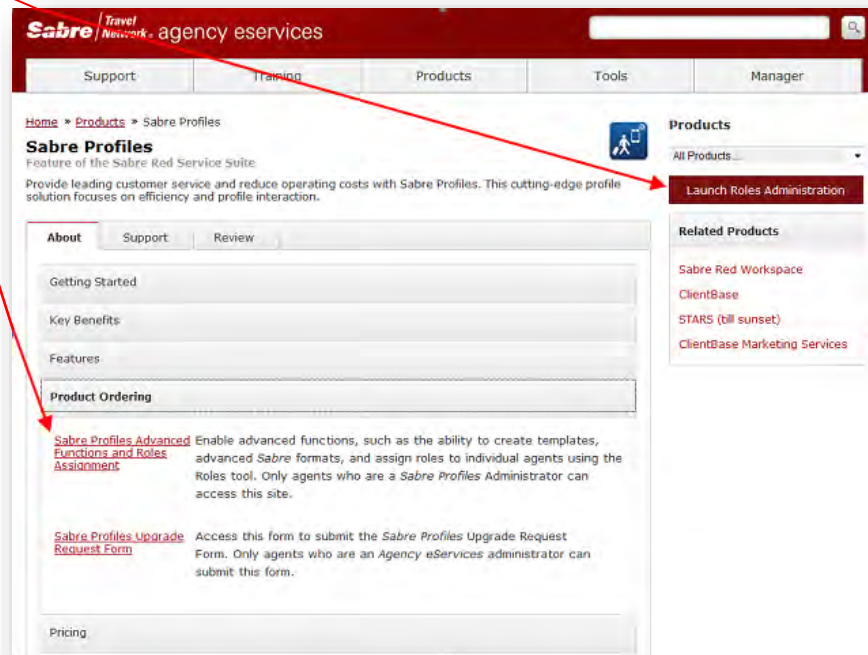 Sabre Travel Network® agency eservices
Support Training Products Tools Manager
Home » Products » Sabre Profiles
Sabre Profiles
Feature of the Sabre Red Service Suite
Provide leading customer service and reduce operating costs with Sabre Profiles. This cutting-edge profile
solution focuses on efficiency and profile interaction.
About Support Review
Getting Started
Key Benefits
Features
Product Ordering
Sabre Profiles Advanced
Functions and Roles
Assignment
Enable advanced functions, such as the ability to create templates,
advanced Sabre formats, and assign roles to individual agents using the
Roles tool. Only agents who are a Sabre Profiles Administrator can
access this site.
Sabre Profiles Upgrade
Request Form
Access this form to submit the Sabre Profiles Upgrade Request
Form. Only agents who are an Agency eServices administrator can
submit this form.
Pricing
Products
All Products...
Launch Roles Administration
Related Products
Sabre Red Workspace
ClientBase
STARS (till sunset)
ClientBase Marketing Services